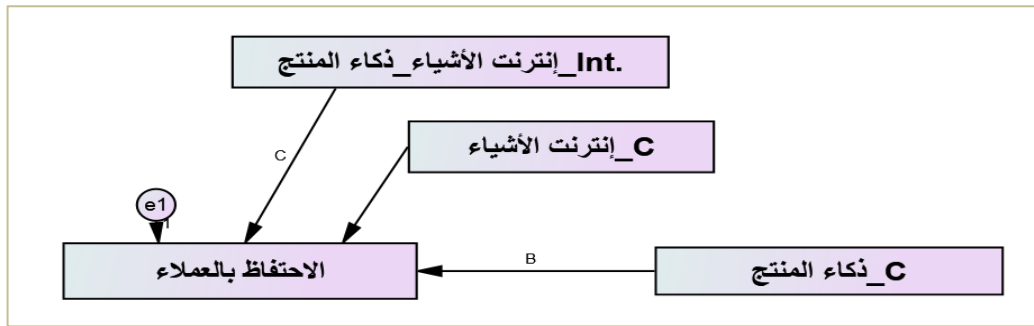 Int._إنترنت الأشياء_ذكاء المنتج
C_إنترنت الأشياء
C
e1
1
الاحتفاظ بالعملاء
B
C_ذكاء المنتج